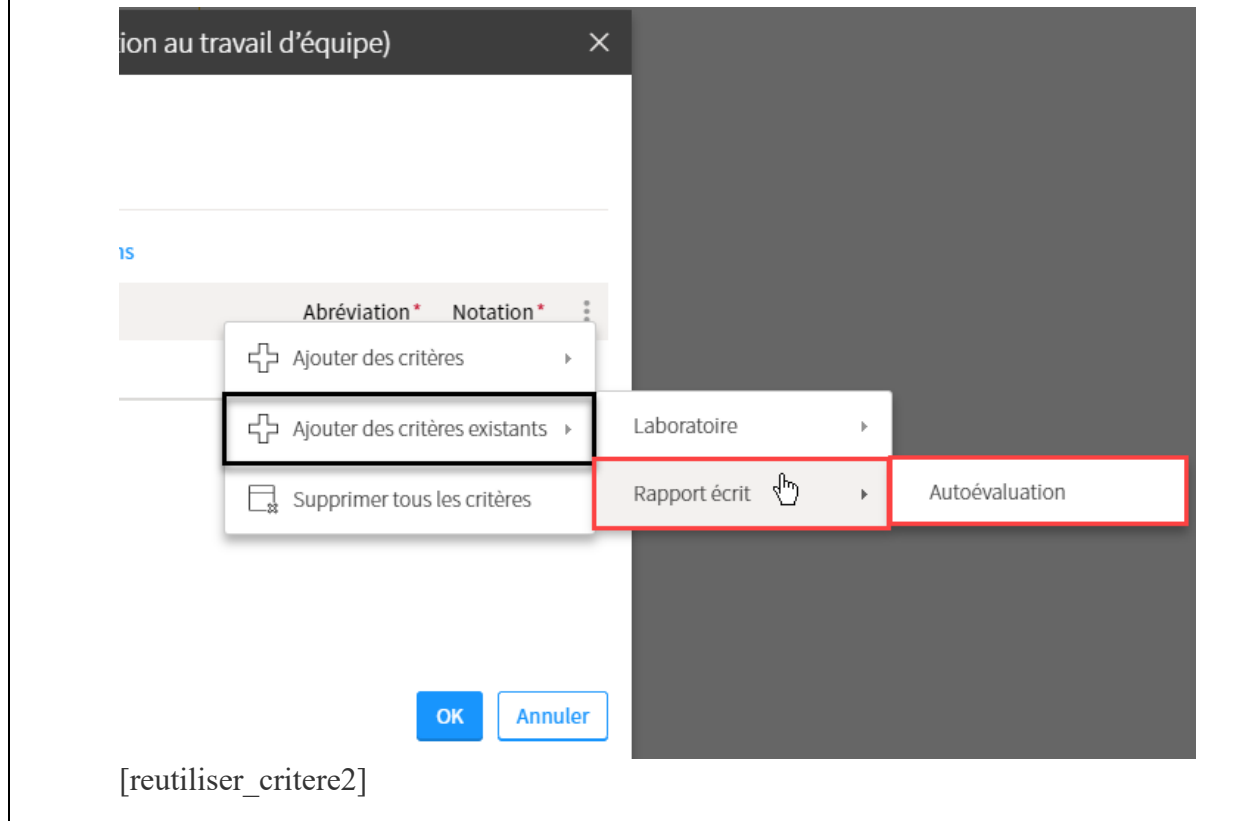 ion au travail d’équipe)
ns
Abréviation* Notation*
Ajouter des critères
Ajouter des critères existants
Laboratoire
Rapport écrit
Autoévaluation
Supprimer tous les critères
OK Annuler
[reutiliser_critere2]